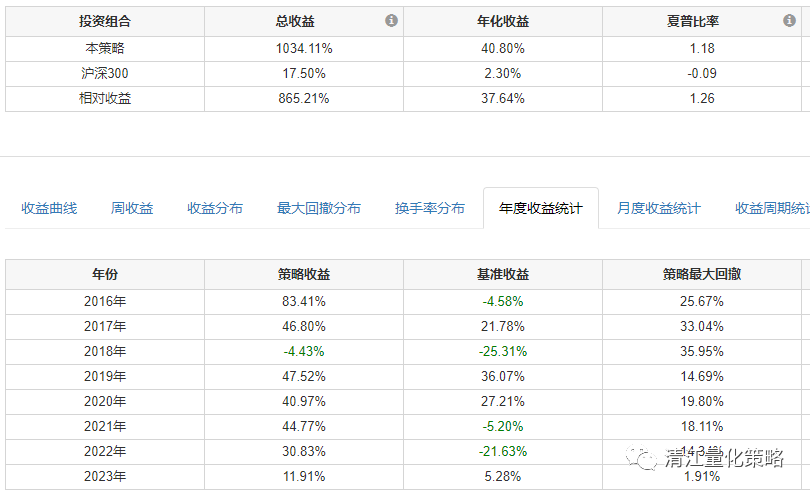 投资组合 总收益 年化收益 夏普比率
本策略 1034.11% 40.80% 1.18
沪深300 17.50% 2.30% -0.09
相对收益 865.21% 37.64% 1.26
收益曲线 周收益 收益分布 最大回撤分布 换手率分布 年度收益统计 月度收益统计 收益周期统计
年份 策略收益 基准收益 策略最大回撤
2016年 83.41% -4.58% 25.67%
2017年 46.80% 21.78% 33.04%
2018年 -4.43% -25.31% 35.95%
2019年 47.52% 36.07% 14.69%
2020年 40.97% 27.21% 19.80%
2021年 44.77% -5.20% 18.11%
2022年 30.83% -21.63%
清江量化策略
2023年 11.91% 5.28% 1.91%